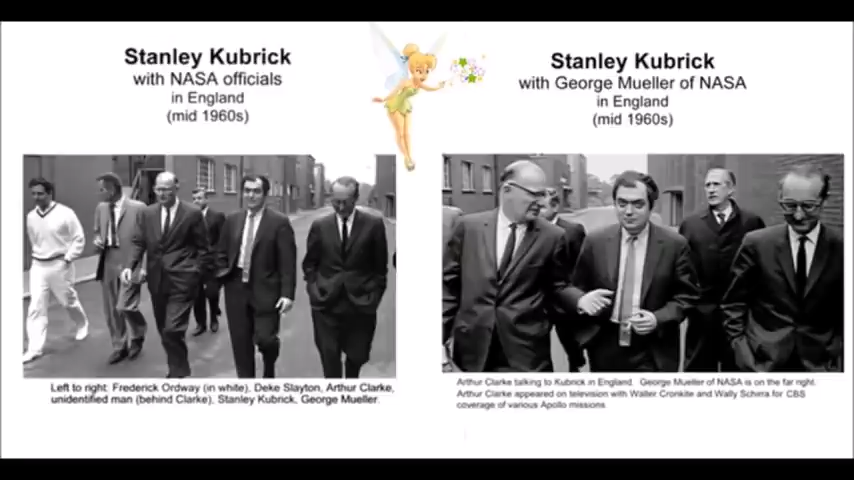 Stanley Kubrick
with NASA officials
in England
(mid 1960s)
Left to right: Frederick Ordway (in white), Deke Slayton, Arthur Clarke,
unidentified man (behind Clarke), Stanley Kubrick, George Mueller.
Stanley Kubrick
with George Mueller of NASA
in England
(mid 1960s)
Arthur Clarke talking to Kubrick in England. George Mueller of NASA is on the far right.
Arthur Clarke appeared on television with Walter Cronkite and Wally Schirra for CBS
coverage of various Apollo missions.